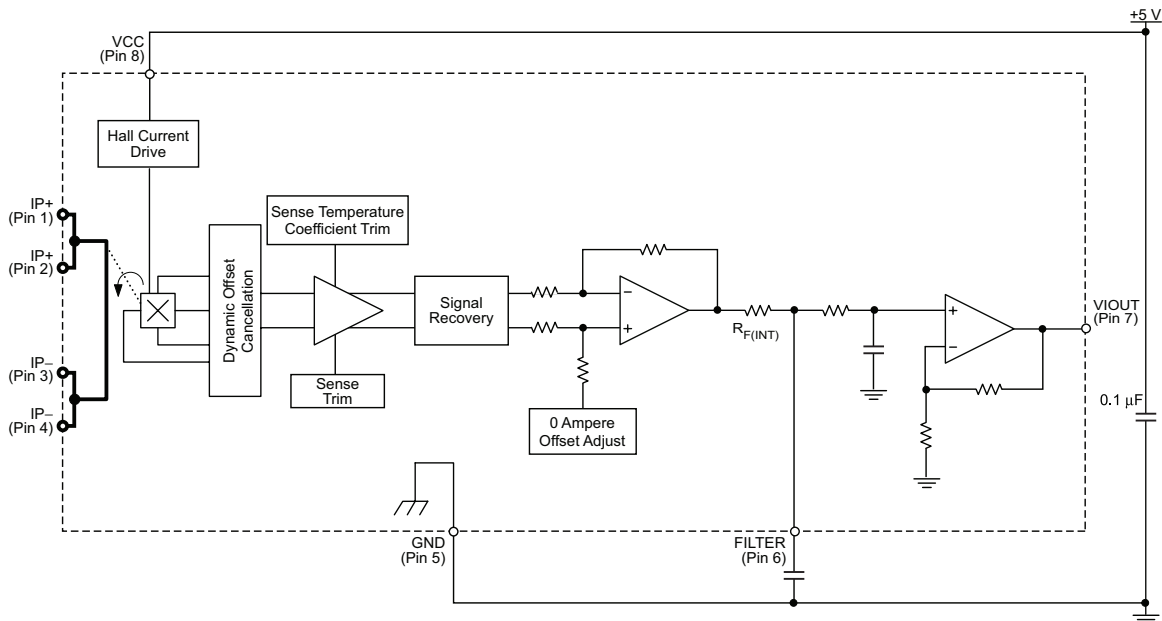 +5 V
VCC
(Pin 8)
Hall Current
Drive
IP+
(Pin 1)
IP+
(Pin 2)
IP−
(Pin 3)
IP−
(Pin 4)
Dynamic Offset
Cancellation
Sense Temperature
Coefficient Trim
Sense
Trim
Signal
Recovery
0 Ampere
Offset Adjust
−
+
RF(INT)
+
−
VIOUT
(Pin 7)
0.1 µF
GND
(Pin 5)
FILTER
(Pin 6)